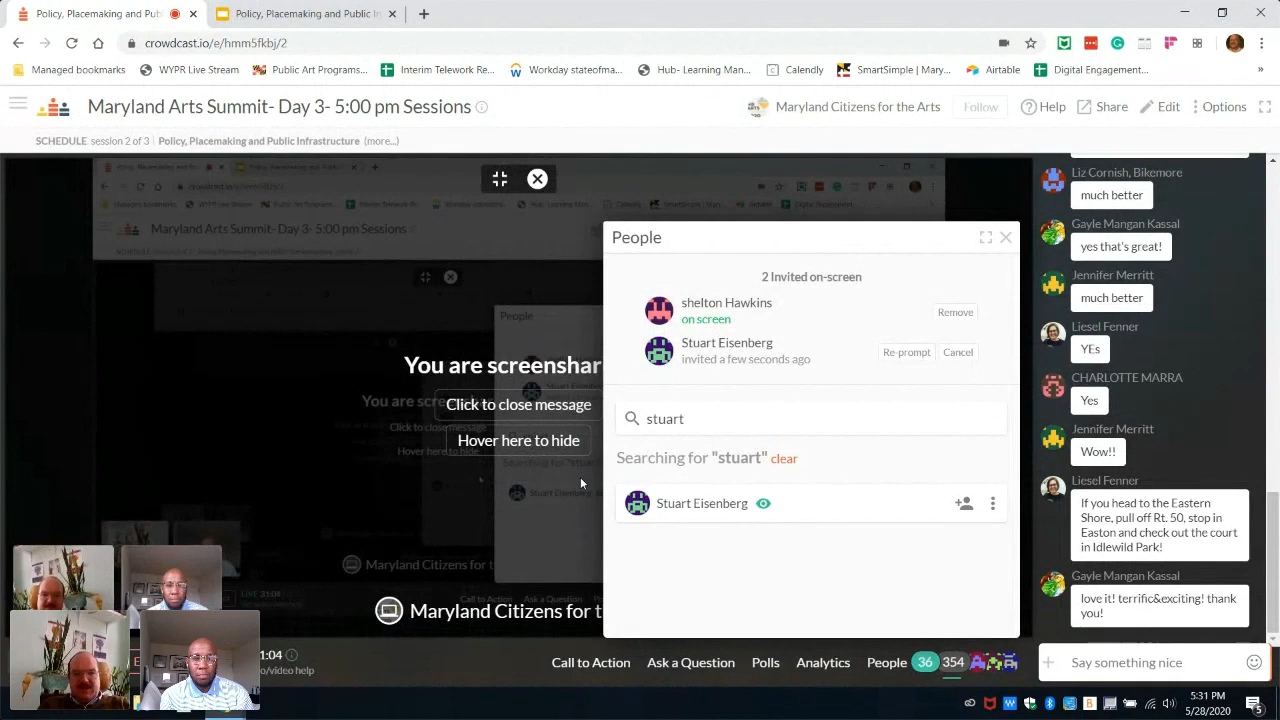 Policy, Placemaking and Publi
Policy, Placemaking and Public In
crowdcast.io/e/hmm5fkbj/2
Managed bookmarks
WYPR Live Stream
Public Art Progrms...
Interim Teamwork Re...
Workday stateofma...
Hub- Learning Man...
Calendly
SmartSimple | Mary...
Airtable
Digital Engagement...
»
Maryland Arts Summit- Day 3- 5:00 pm Sessions
Maryland Citizens for the Arts
Follow
Help
Share
Edit
Options
SCHEDULE session 2 of 3
Policy, Placemaking and Public Infrastructure (more...)
You are screenshar
Click to close message
Hover here to hide
Maryland Citizens for t
People
2 Invited on-screen
shelton Hawkins
on screen
Remove
Stuart Eisenberg
invited a few seconds ago
Re-prompt
Cancel
stuart
Searching for "stuart" clear
Stuart Eisenberg
Liz Cornish, Bikemore
much better
Gayle Mangan Kassal
yes that's great!
Jennifer Merritt
much better
Liesel Fenner
YEs
CHARLOTTE MARRA
Yes
Jennifer Merritt
Wow!!
Liesel Fenner
If you head to the Eastern
Shore, pull off Rt. 50, stop in
Easton and check out the court
in Idlewild Park!
Gayle Mangan Kassal
love it! terrific&exciting! thank
you!
1:04
o/video help
Call to Action
Ask a Question
Polls
Analytics
People
36
354
Say something nice
5:31 PM
5/28/2020
5